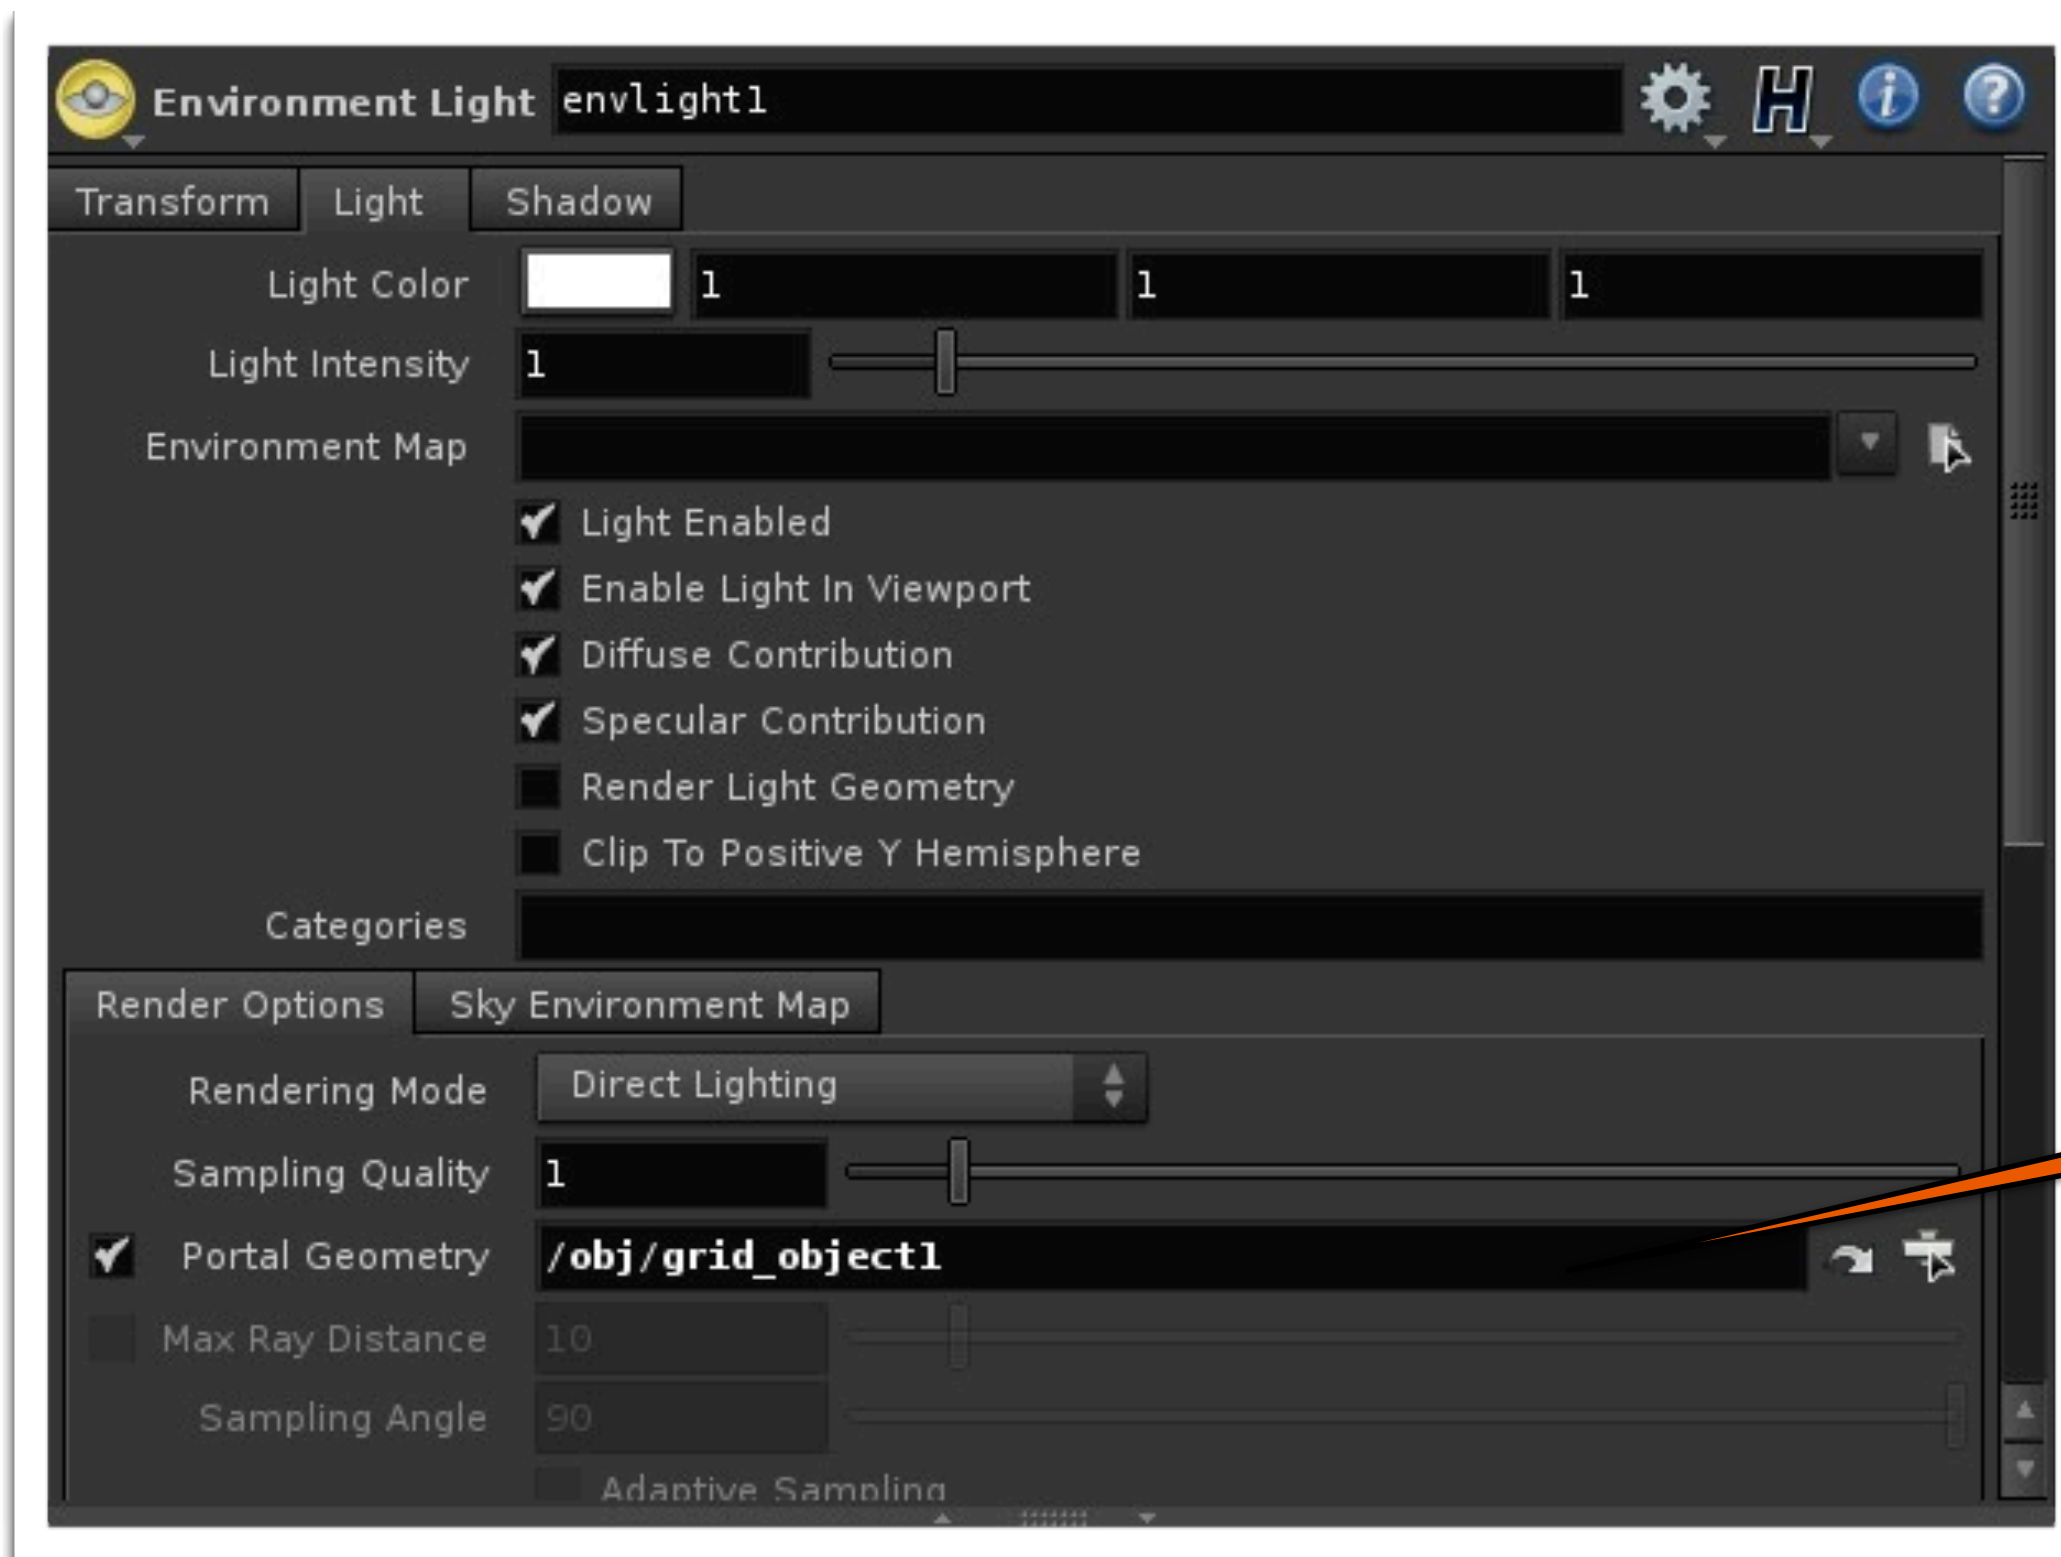 Environment Light envlight1
Transform Light Shadow
Light Color 1 1 1
Light Intensity 1
Environment Map
Light Enabled
Enable Light In Viewport
Diffuse Contribution
Specular Contribution
Render Light Geometry
Clip To Positive Y Hemisphere
Categories
Render Options Sky Environment Map
Rendering Mode Direct Lighting
Sampling Quality 1
Portal Geometry /obj/grid_object1
Max Ray Distance 10
Sampling Angle 90
Adaptive Sampling